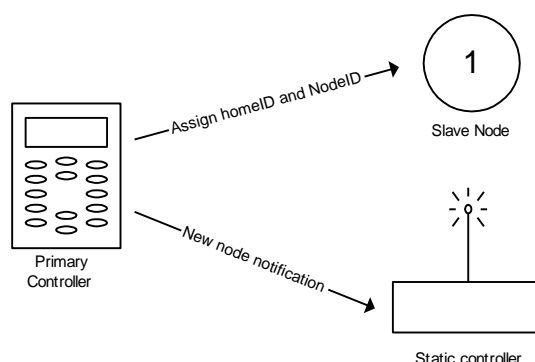 1
Assign homeID and NodeID
Slave Node
New node notification
Primary
Controller
Static controller